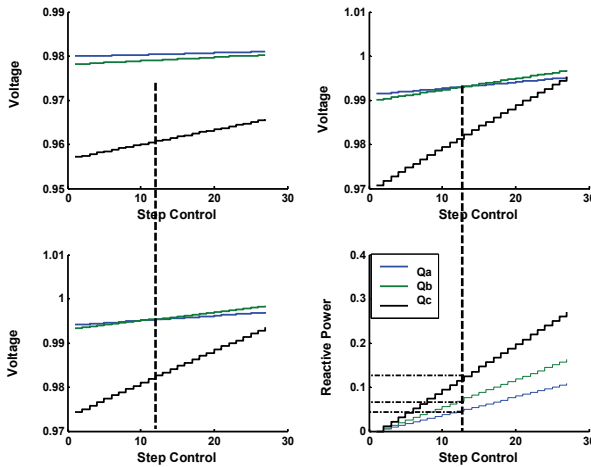 0.99
0.98
0.97
0.96
0.95
0 10 20 30
Voltage
Step Control
1.01
1
0.99
0.98
0.97
0 10 20 30
Voltage
Step Control
1.01
1
0.99
0.98
0.97
0 10 20 30
Voltage
Step Control
0.4
0.3
0.2
0.1
0
0 10 20 30
Reactive Power
Step Control
Qa
Qb
Qc